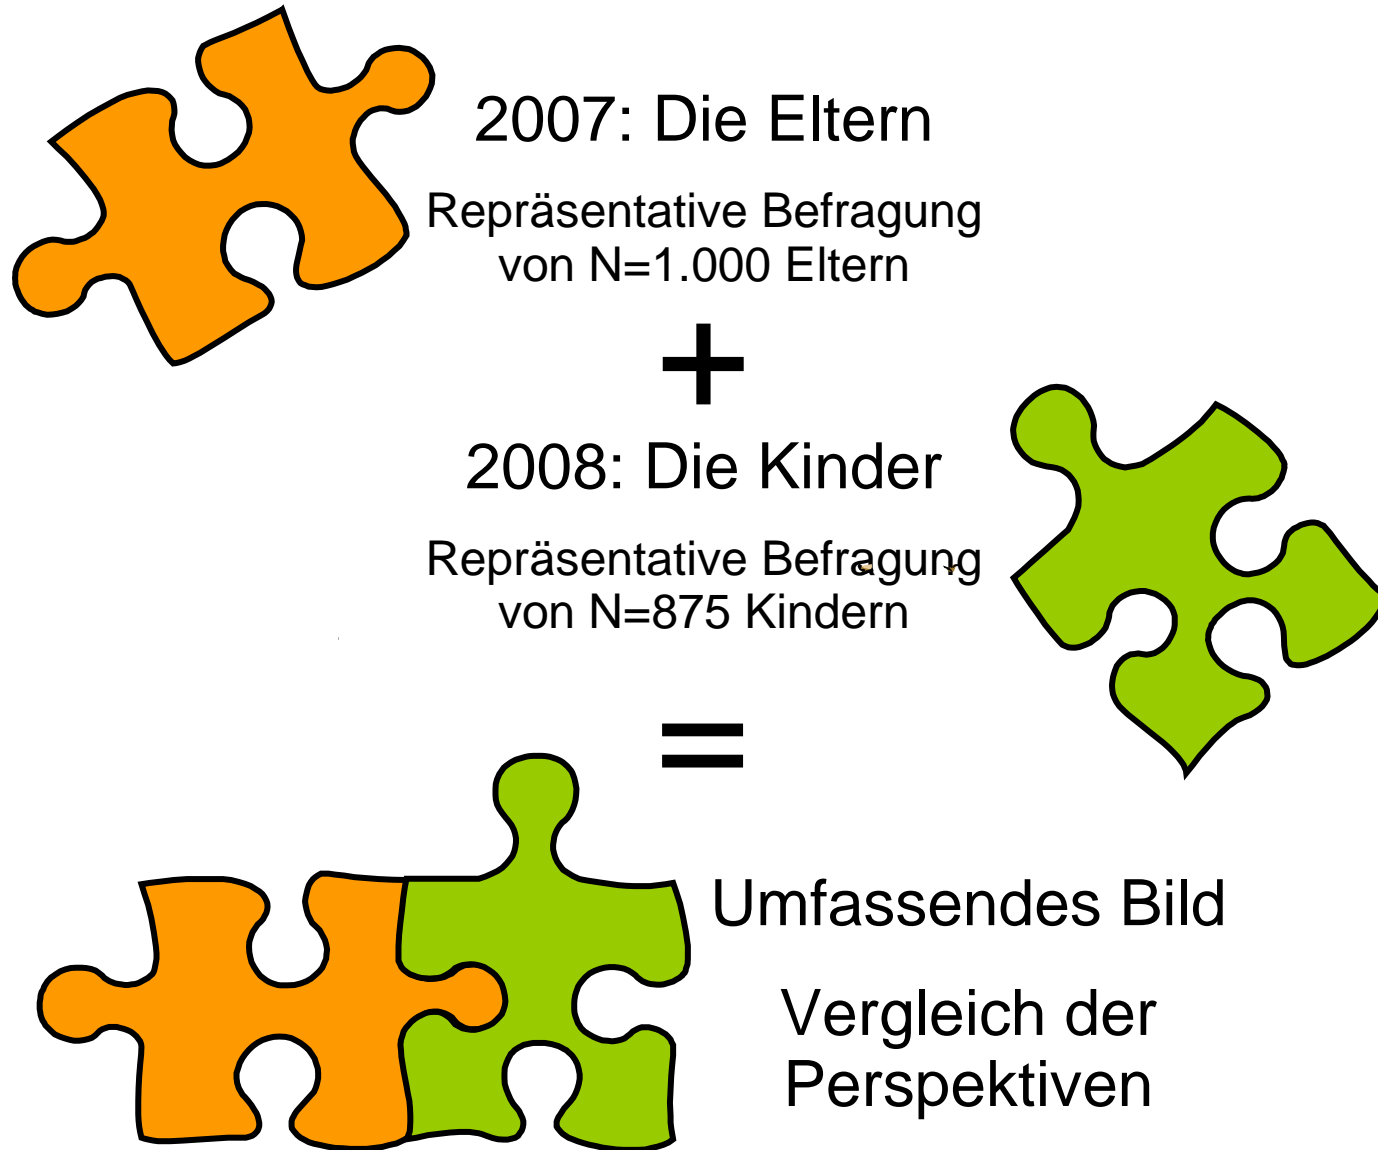 2007: Die Eltern
Repräsentative Befragung
von N=1.000 Eltern
+
2008: Die Kinder
Repräsentative Befragung
von N=875 Kindern
=
Umfassendes Bild
Vergleich der
Perspektiven